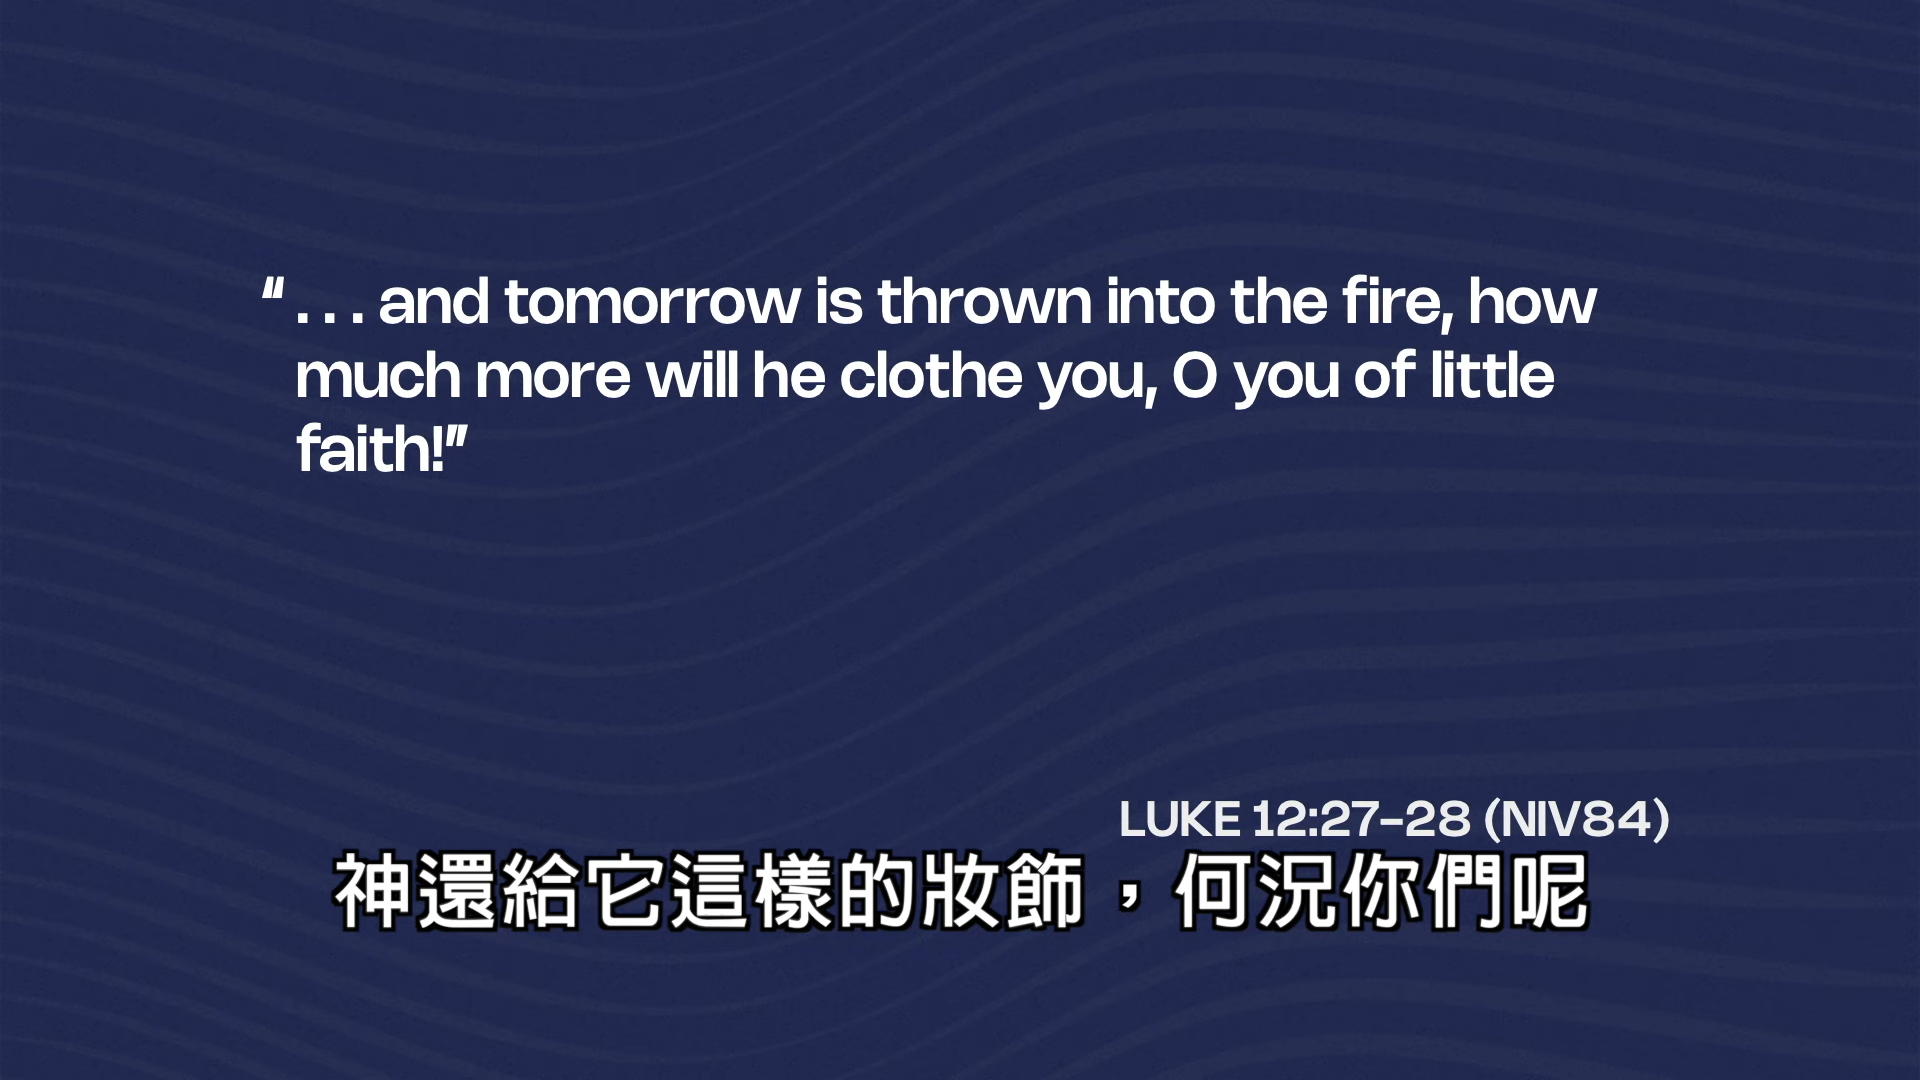 “ . . . and tomorrow is thrown into the fire, how
much more will he clothe you, O you of little
faith!”
LUKE 12:27–28 (NIV84)
神還給它這樣的妝飾，何況你們呢